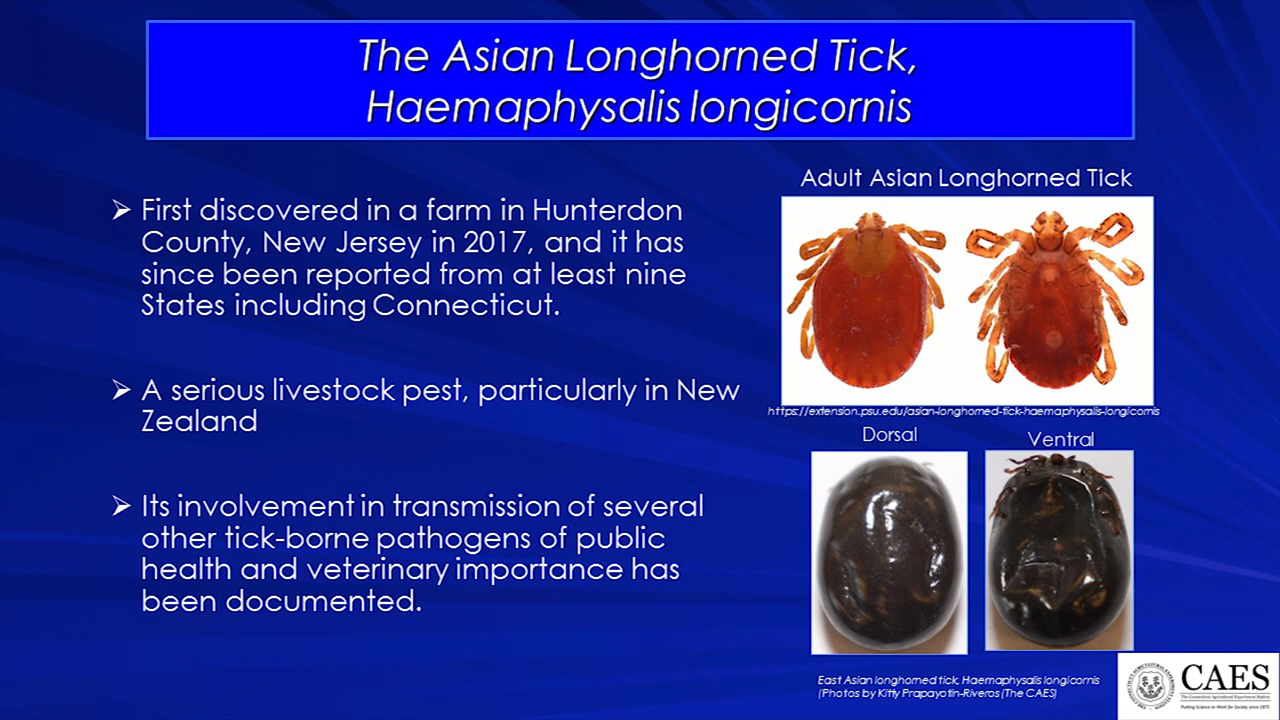 The Asian Longhorned Tick,
Haemaphysalis longicornis
➢ First discovered in a farm in Hunterdon
County, New Jersey in 2017, and it has
since been reported from at least nine
States including Connecticut.
➢ A serious livestock pest, particularly in New
Zealand
➢ Its involvement in transmission of several
other tick-borne pathogens of public
health and veterinary importance has
been documented.
Adult Asian Longhorned Tick
https://extension.psu.edu/asian-longhorned-tick-haemaphysalis-longicornis
Dorsal
Ventral
East Asian longhorned tick, Haemaphysalis longicornis
(Photos by Kitty Prapayotin-Riveros (The CAES)
CAES
The Connecticut Agricultural Experiment Station
Putting Science to Work for Society since 1875